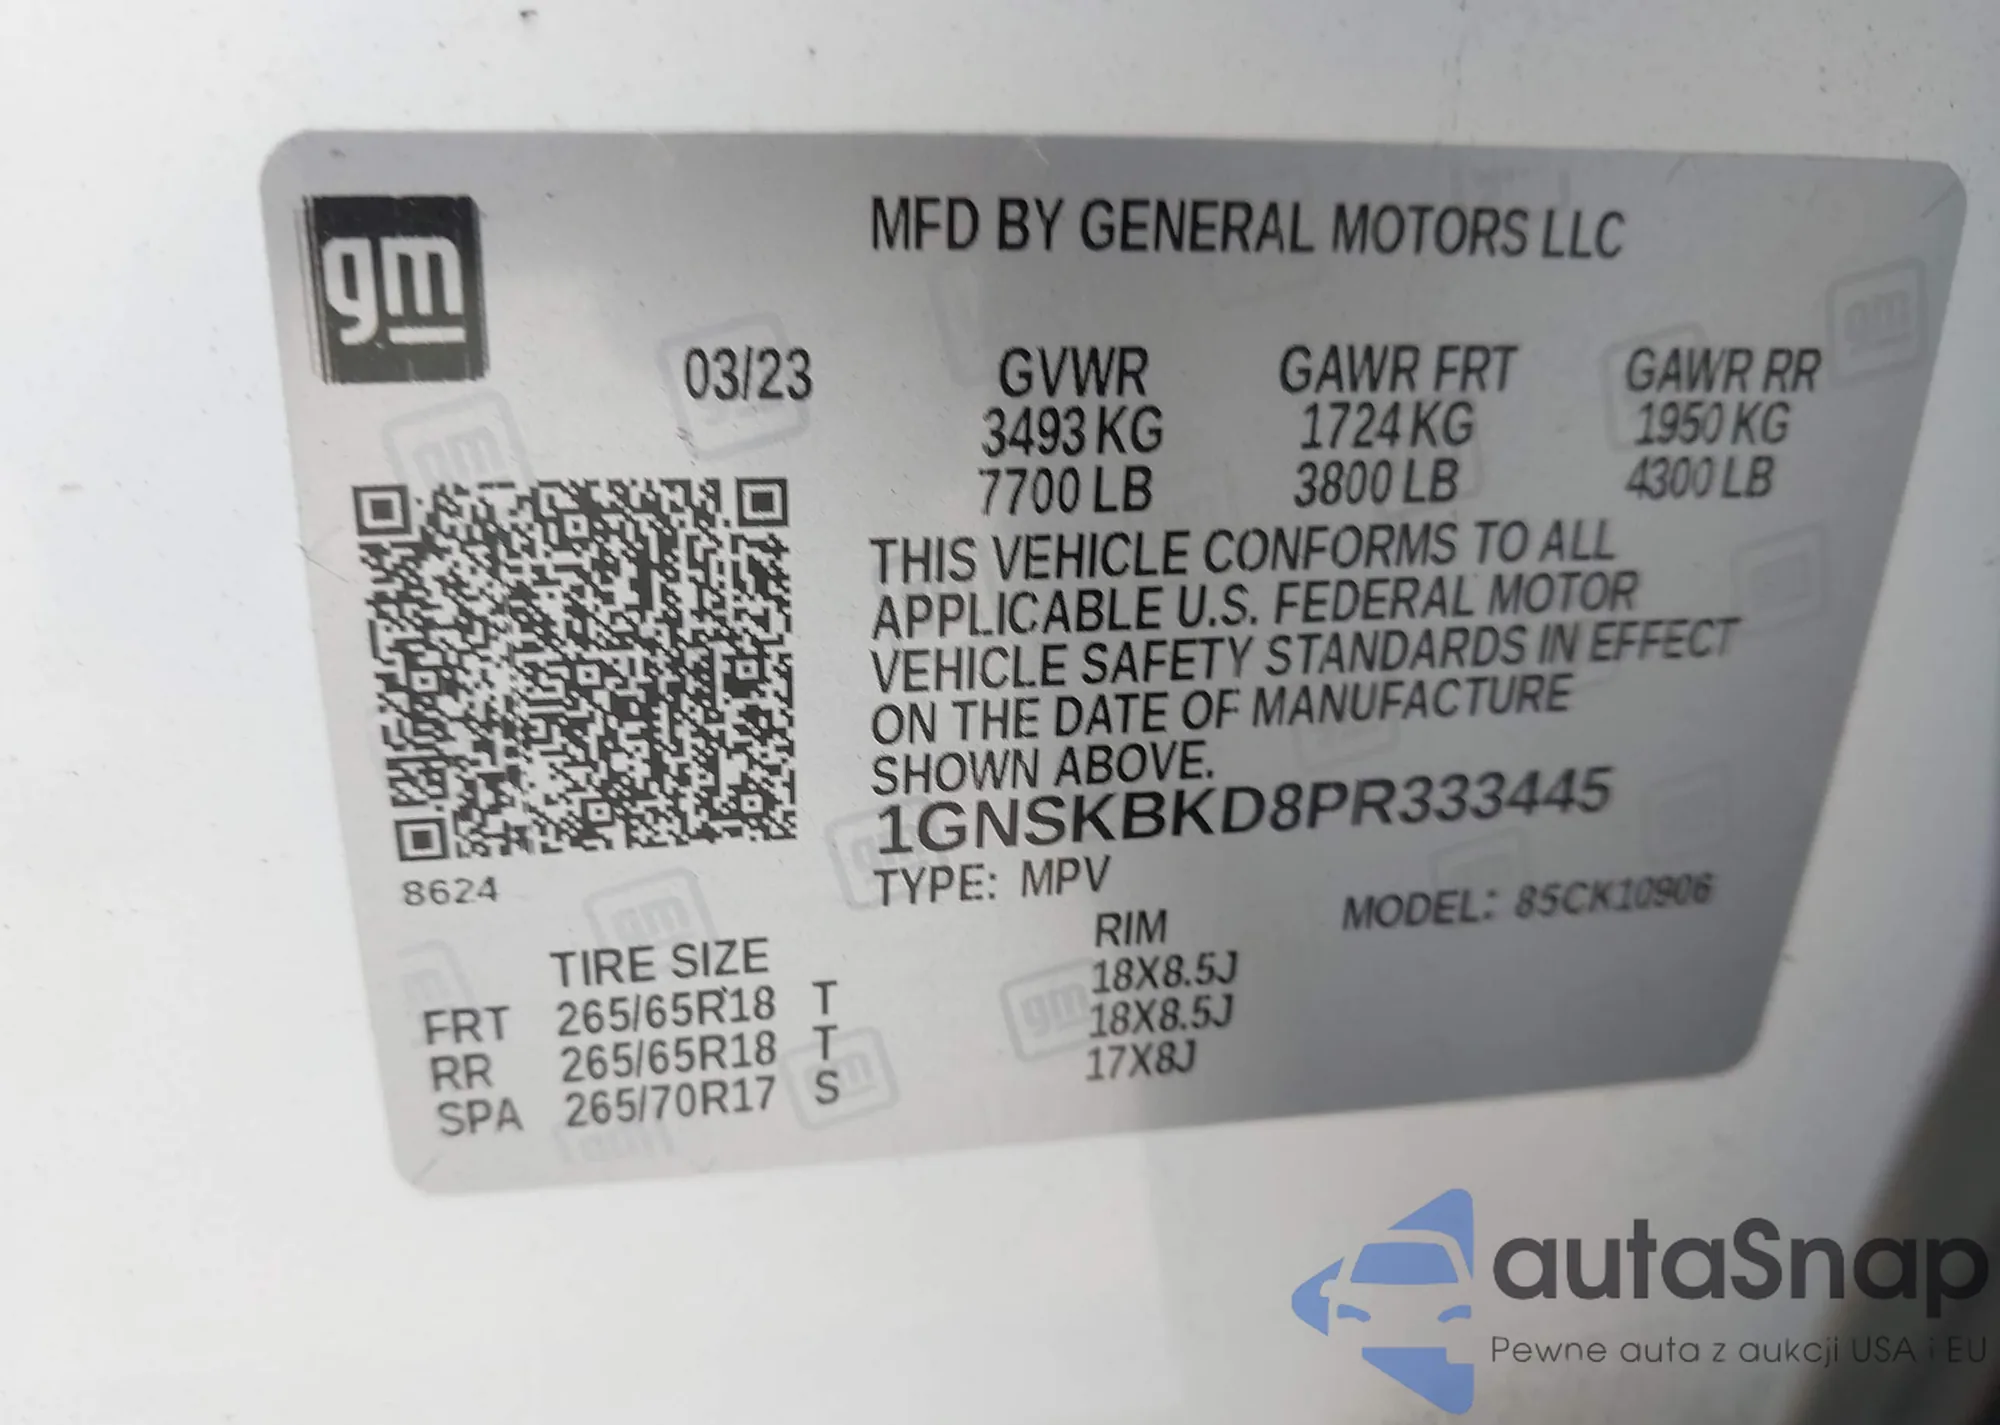 gm
MFD BY GENERAL MOTORS LLC
03/23
GVWR GAWR FRT GAWR RR
3493 KG 1724 KG 1950 KG
7700 LB 3800 LB 4300 LB
THIS VEHICLE CONFORMS TO ALL
APPLICABLE U.S. FEDERAL MOTOR
VEHICLE SAFETY STANDARDS IN EFFECT
ON THE DATE OF MANUFACTURE
SHOWN ABOVE.
1GNSKBKD8PR333445
TYPE: MPV MODEL: 85CK10906
8624
TIRE SIZE RIM
FRT 265/65R18 T 18X8.5J
RR 265/65R18 T 18X8.5J
SPA 265/70R17 S 17X8J
autaSnap
Pewne auta z aukcji USA i EU